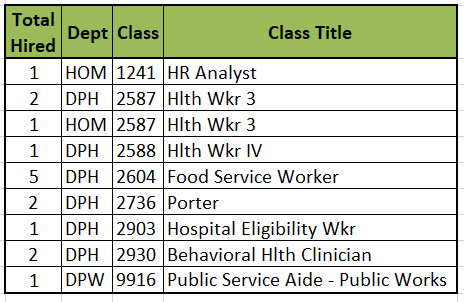 Total Hired Dept Class Class Title
1 HOM 1241 HR Analyst
2 DPH 2587 Hlth Wkr 3
1 HOM 2587 Hlth Wkr 3
1 DPH 2588 Hlth Wkr IV
5 DPH 2604 Food Service Worker
2 DPH 2736 Porter
1 DPH 2903 Hospital Eligibility Wkr
2 DPH 2930 Behavioral Hlth Clinician
1 DPW 9916 Public Service Aide - Public Works